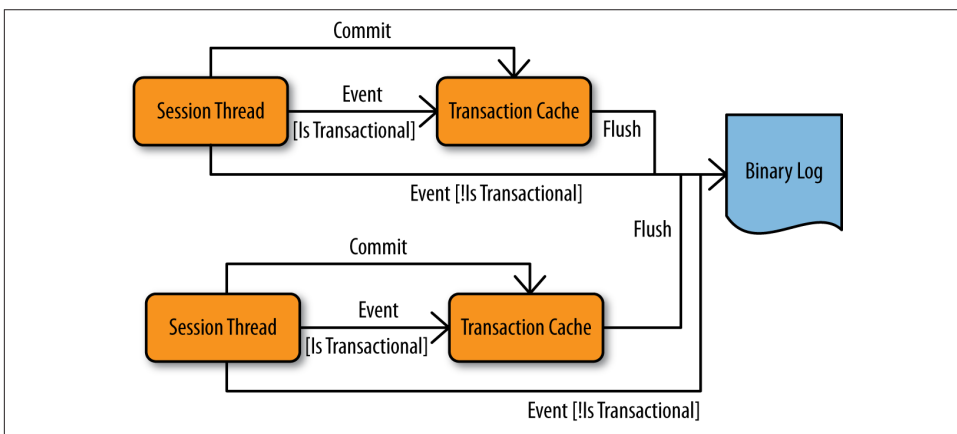 Commit
Session Thread
Event
[Is Transactional]
Transaction Cache
Flush
Binary Log
Event [!Is Transactional]
Flush
Commit
Session Thread
Event
[Is Transactional]
Transaction Cache
Event [!Is Transactional]